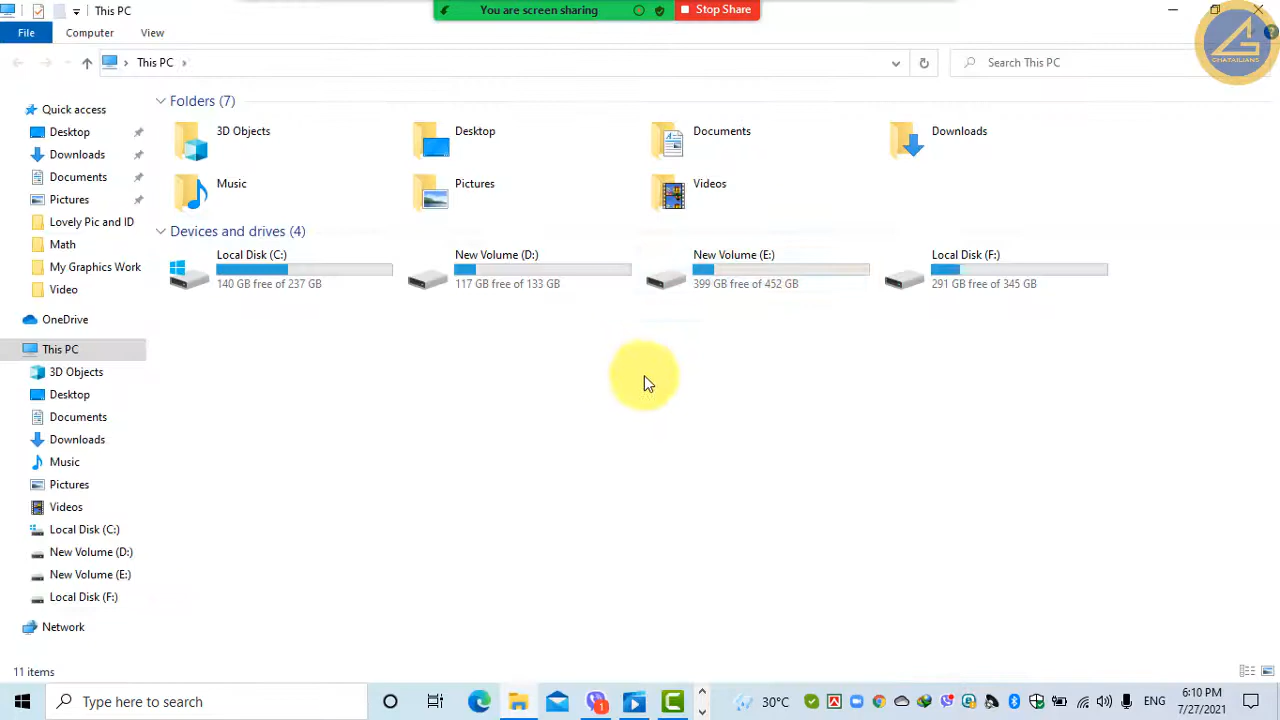 This PC
You are screen sharing
Stop Share
File
Computer
View
This PC
Search This PC
GHATAILIANS
Quick access
Desktop
Downloads
Documents
Pictures
Lovely Pic and ID
Math
My Graphics Work
Video
OneDrive
This PC
3D Objects
Desktop
Documents
Downloads
Music
Pictures
Videos
Local Disk (C:)
New Volume (D:)
New Volume (E:)
Local Disk (F:)
Network
Folders (7)
3D Objects
Desktop
Documents
Downloads
Music
Pictures
Videos
Devices and drives (4)
Local Disk (C:)
140 GB free of 237 GB
New Volume (D:)
117 GB free of 133 GB
New Volume (E:)
399 GB free of 452 GB
Local Disk (F:)
291 GB free of 345 GB
11 items
Type here to search
1
30°C
ENG
6:10 PM
7/27/2021